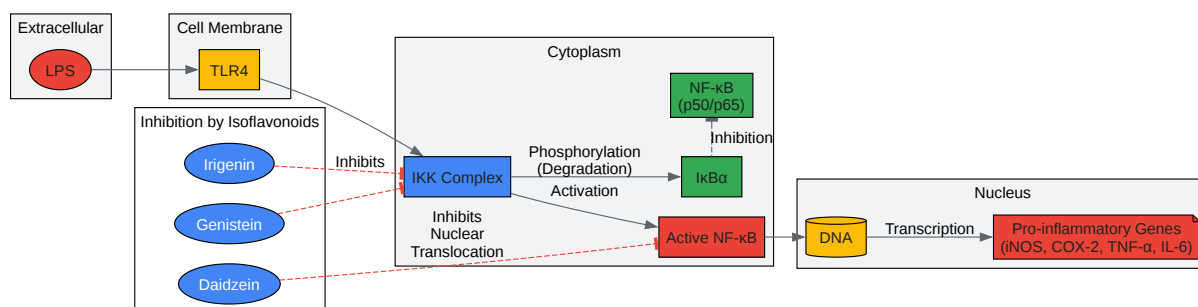 Extracellular
LPS
Cell Membrane
TLR4
Inhibition by Isoflavonoids
Irigenin
Genistein
Daidzein
Inhibits
Inhibits
Nuclear
Translocation
Cytoplasm
NF-κB
(p50/p65)
Inhibition
Phosphorylation
(Degradation)
IKK Complex
IκBα
Activation
Active NF-κB
Nucleus
DNA
Transcription
Pro-inflammatory Genes
(iNOS, COX-2, TNF-α, IL-6)